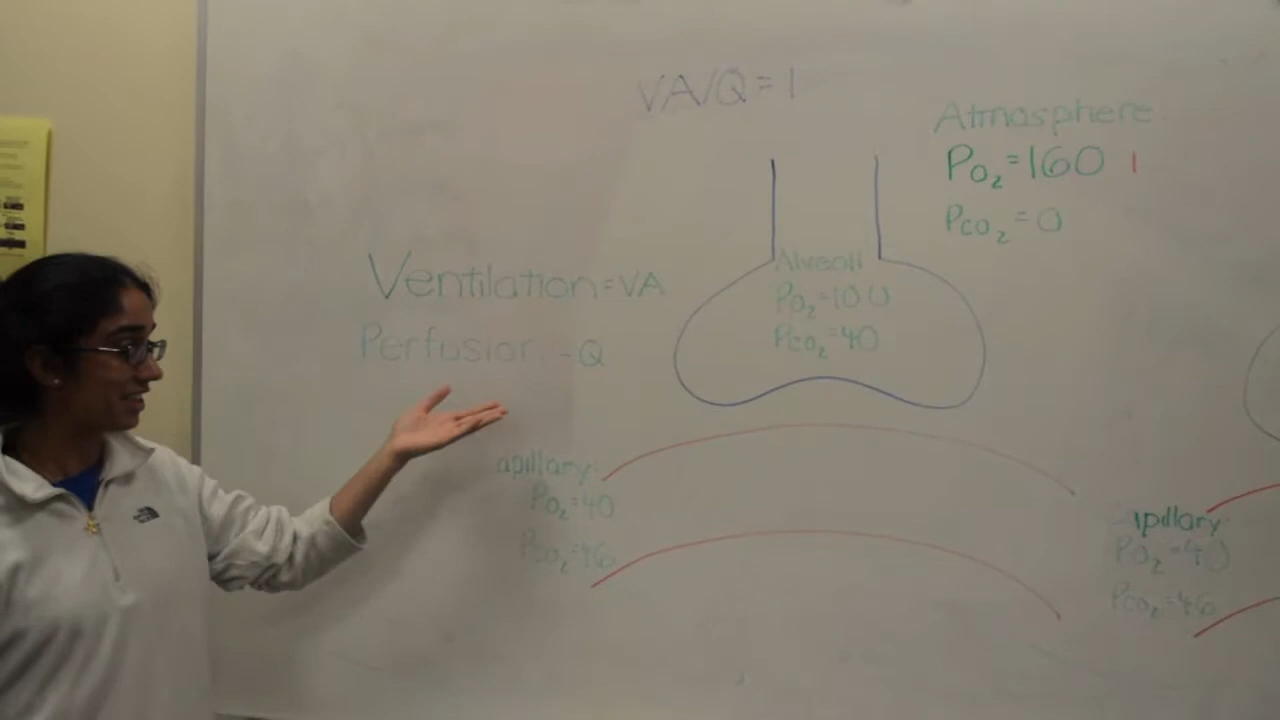 VA/Q = 1
Atmosphere
PO₂=160
PCO₂=0
Ventilation=VA
Perfusion -Q
Alveoli
PO₂=100
PCO₂=40
apillary
PO₂=40
PCO₂=46
apillary
PO₂=40
PCO₂=46